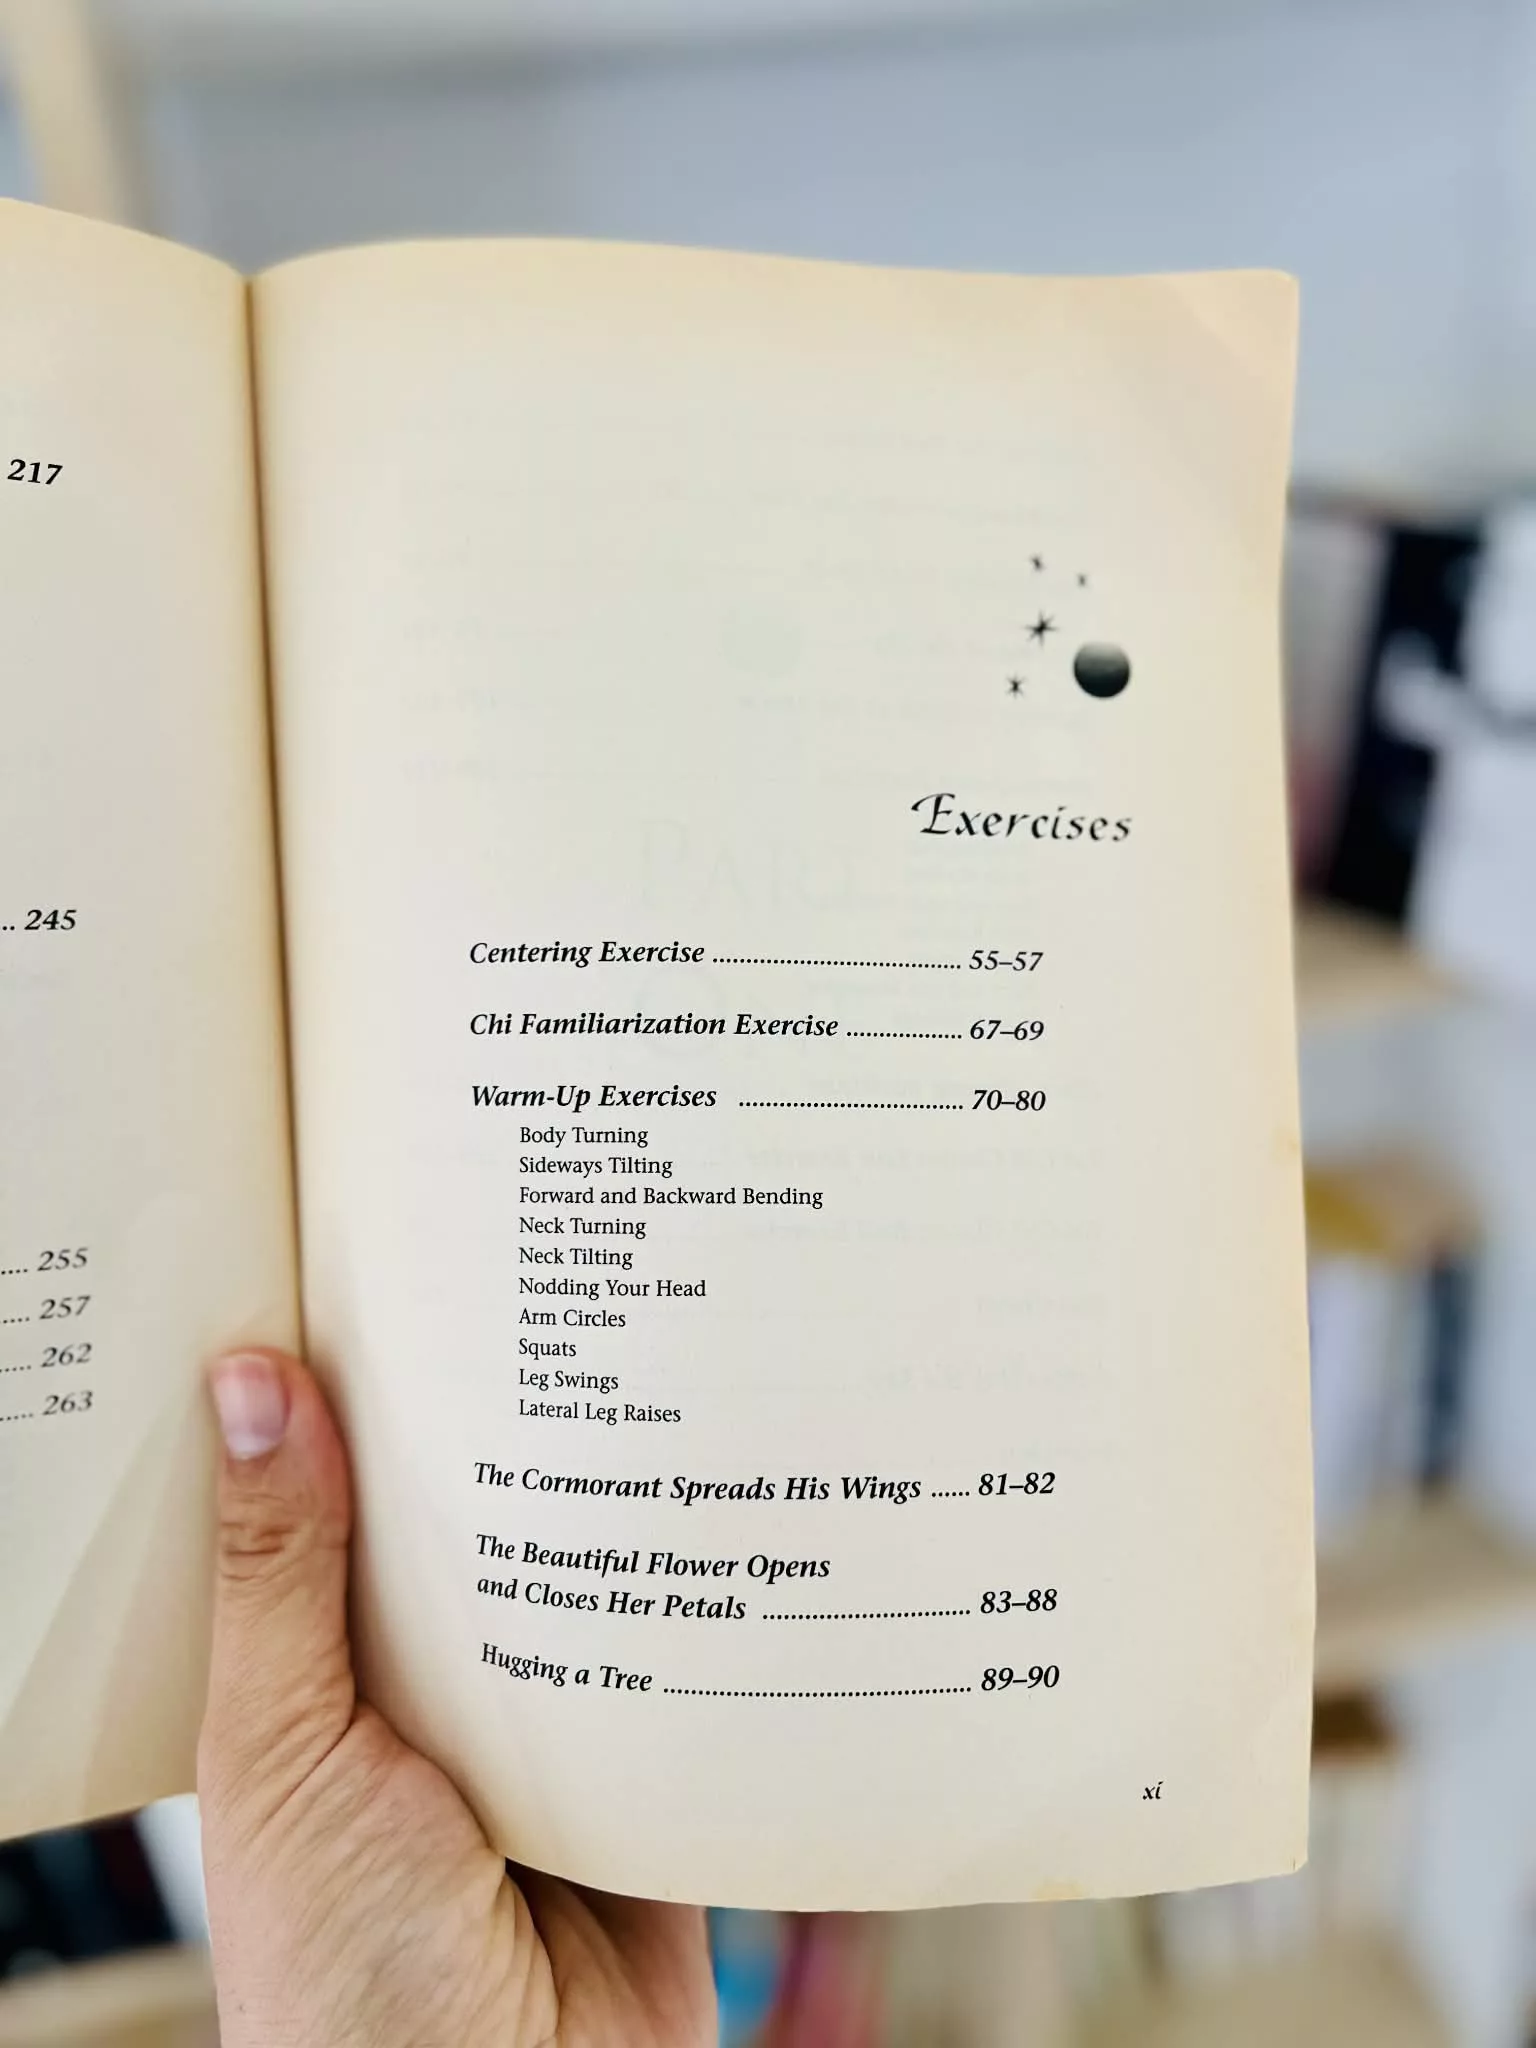 217
.. 245
.... 255
.... 257
..... 262
..... 263
Exercises
Centering Exercise ..................................... 55–57
Chi Familiarization Exercise ................. 67–69
Warm-Up Exercises ................................. 70–80
Body Turning
Sideways Tilting
Forward and Backward Bending
Neck Turning
Neck Tilting
Nodding Your Head
Arm Circles
Squats
Leg Swings
Lateral Leg Raises
The Cormorant Spreads His Wings ...... 81–82
The Beautiful Flower Opens
and Closes Her Petals .............................. 83–88
Hugging a Tree ............................................ 89–90
xi